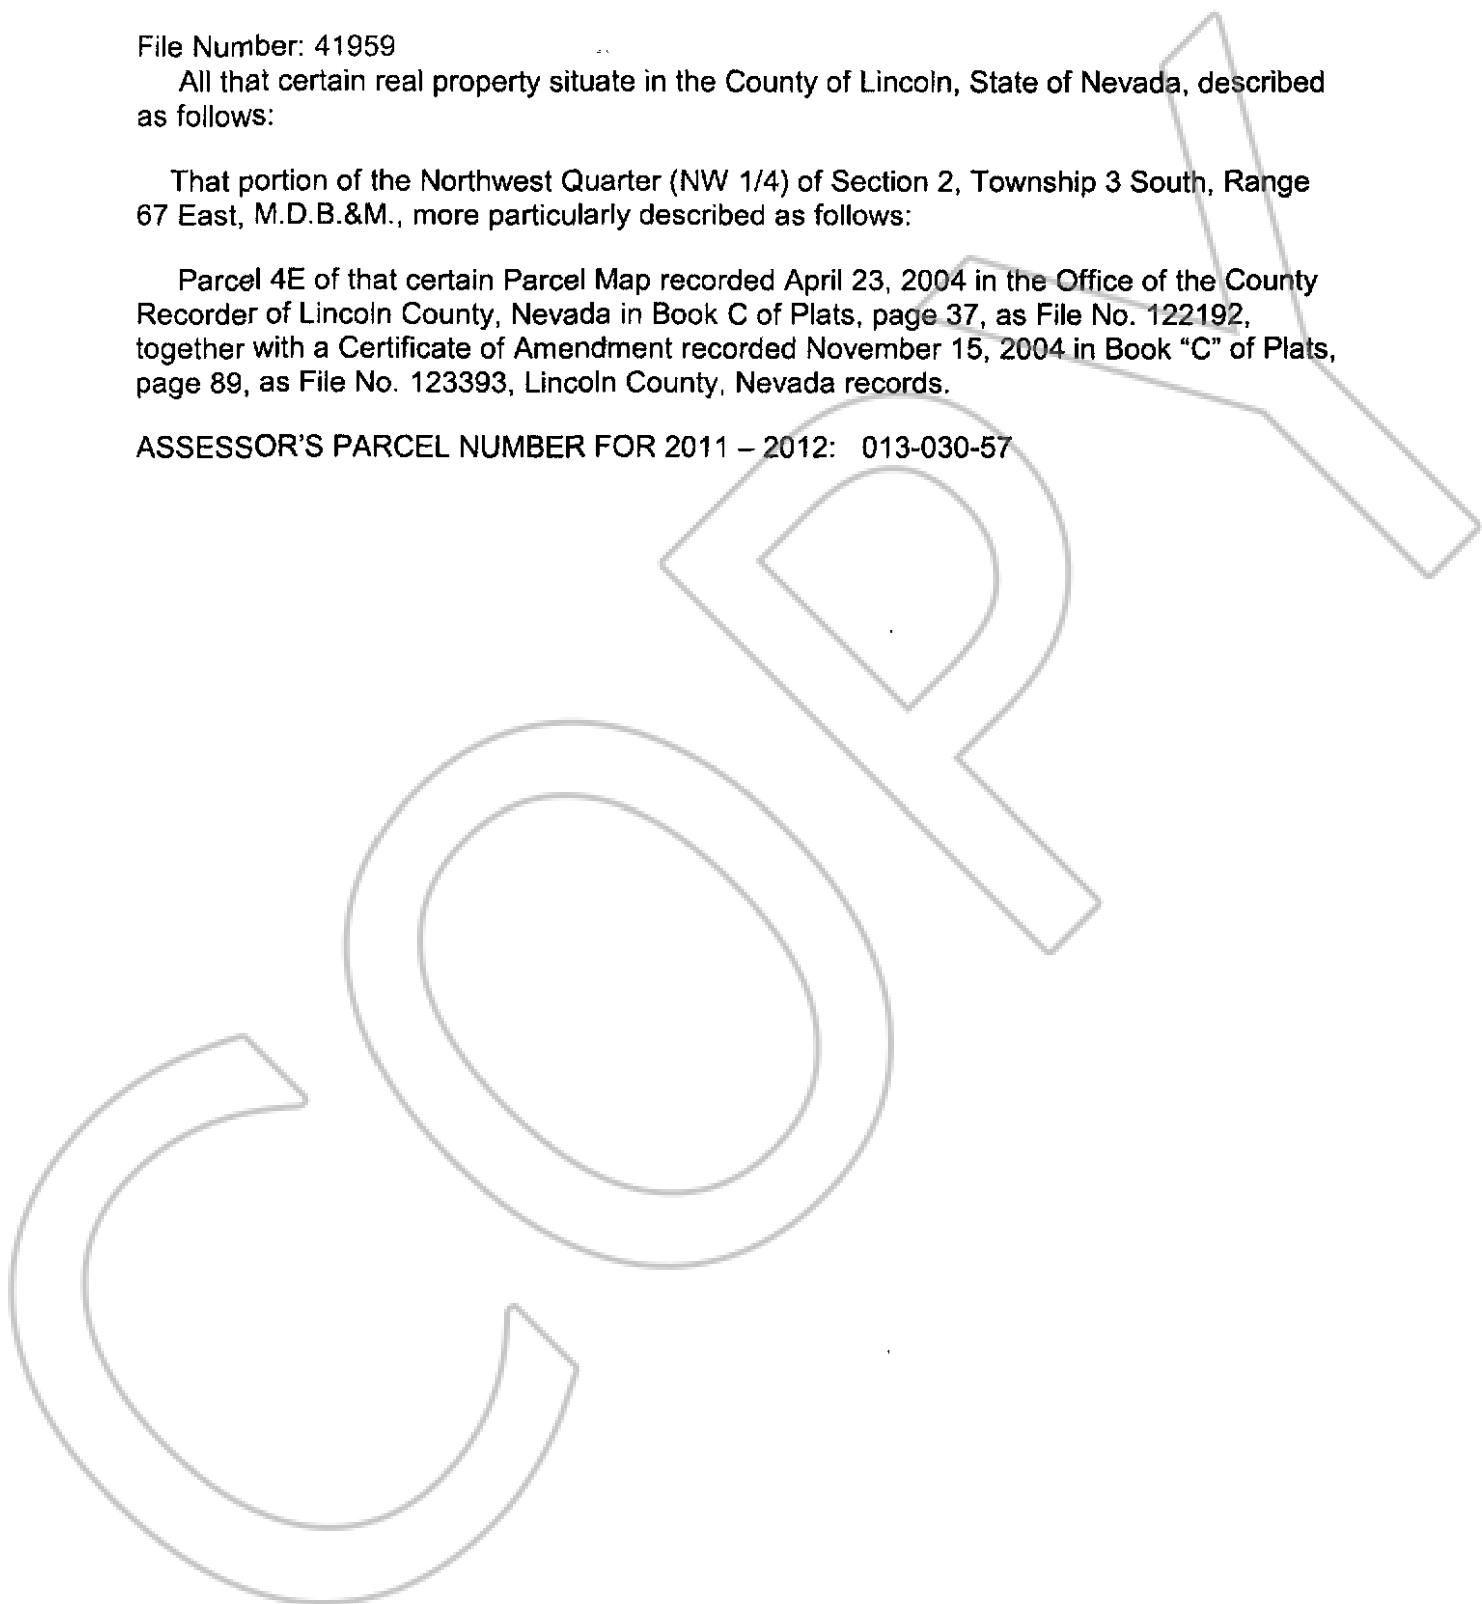 File Number: 41959
All that certain real property situate in the County of Lincoln, State of Nevada, described
as follows:
That portion of the Northwest Quarter (NW 1/4) of Section 2, Township 3 South, Range
67 East, M.D.B.&M., more particularly described as follows:
Parcel 4E of that certain Parcel Map recorded April 23, 2004 in the Office of the County
Recorder of Lincoln County, Nevada in Book C of Plats, page 37, as File No. 122192,
together with a Certificate of Amendment recorded November 15, 2004 in Book “C” of Plats,
page 89, as File No. 123393, Lincoln County, Nevada records.
ASSESSOR'S PARCEL NUMBER FOR 2011 – 2012: 013-030-57
COPY